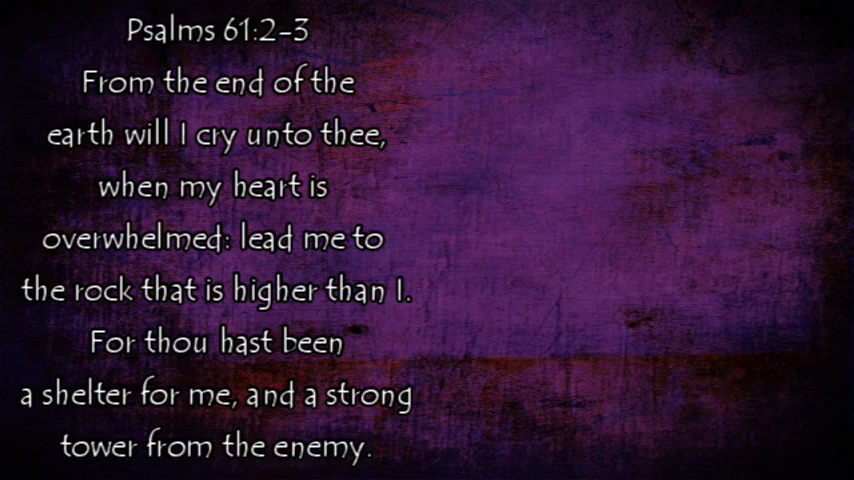 Psalms 61:2-3
From the end of the
earth will I cry unto thee,
when my heart is
overwhelmed: lead me to
the rock that is higher than I.
For thou hast been
a shelter for me, and a strong
tower from the enemy.